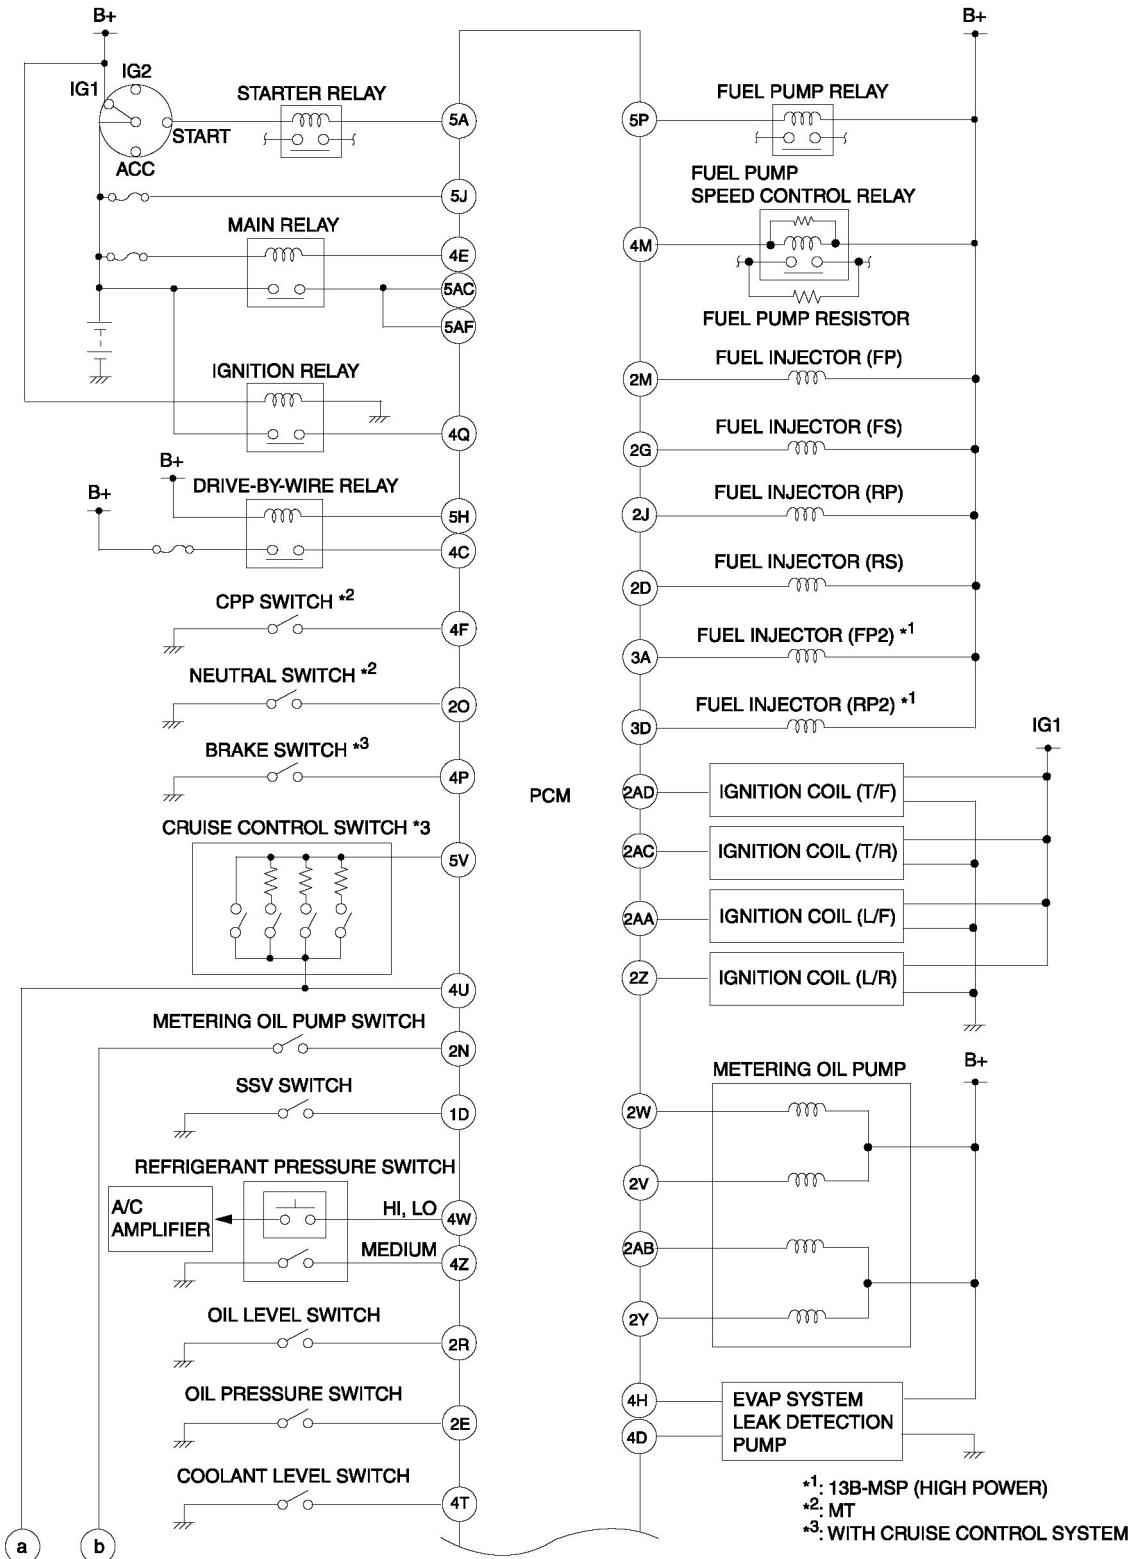 B+
IG2
IG1
START
ACC
STARTER RELAY
5A
5J
MAIN RELAY
4E
5AC
5AF
IGNITION RELAY
4Q
B+
B+
DRIVE-BY-WIRE RELAY
5H
4C
CPP SWITCH *2
4F
NEUTRAL SWITCH *2
2O
BRAKE SWITCH *3
4P
CRUISE CONTROL SWITCH *3
5V
4U
METERING OIL PUMP SWITCH
2N
SSV SWITCH
1D
REFRIGERANT PRESSURE SWITCH
A/C
AMPLIFIER
HI, LO
4W
MEDIUM
4Z
OIL LEVEL SWITCH
2R
OIL PRESSURE SWITCH
2E
COOLANT LEVEL SWITCH
4T
a
b
PCM
B+
FUEL PUMP RELAY
5P
FUEL PUMP
SPEED CONTROL RELAY
4M
FUEL PUMP RESISTOR
FUEL INJECTOR (FP)
2M
FUEL INJECTOR (FS)
2G
FUEL INJECTOR (RP)
2J
FUEL INJECTOR (RS)
2D
FUEL INJECTOR (FP2) *1
3A
FUEL INJECTOR (RP2) *1
3D
IG1
2AD
IGNITION COIL (T/F)
2AC
IGNITION COIL (T/R)
2AA
IGNITION COIL (L/F)
2Z
IGNITION COIL (L/R)
B+
METERING OIL PUMP
2W
2V
2AB
2Y
4H
4D
EVAP SYSTEM
LEAK DETECTION
PUMP
*1: 13B-MSP (HIGH POWER)
*2: MT
*3: WITH CRUISE CONTROL SYSTEM